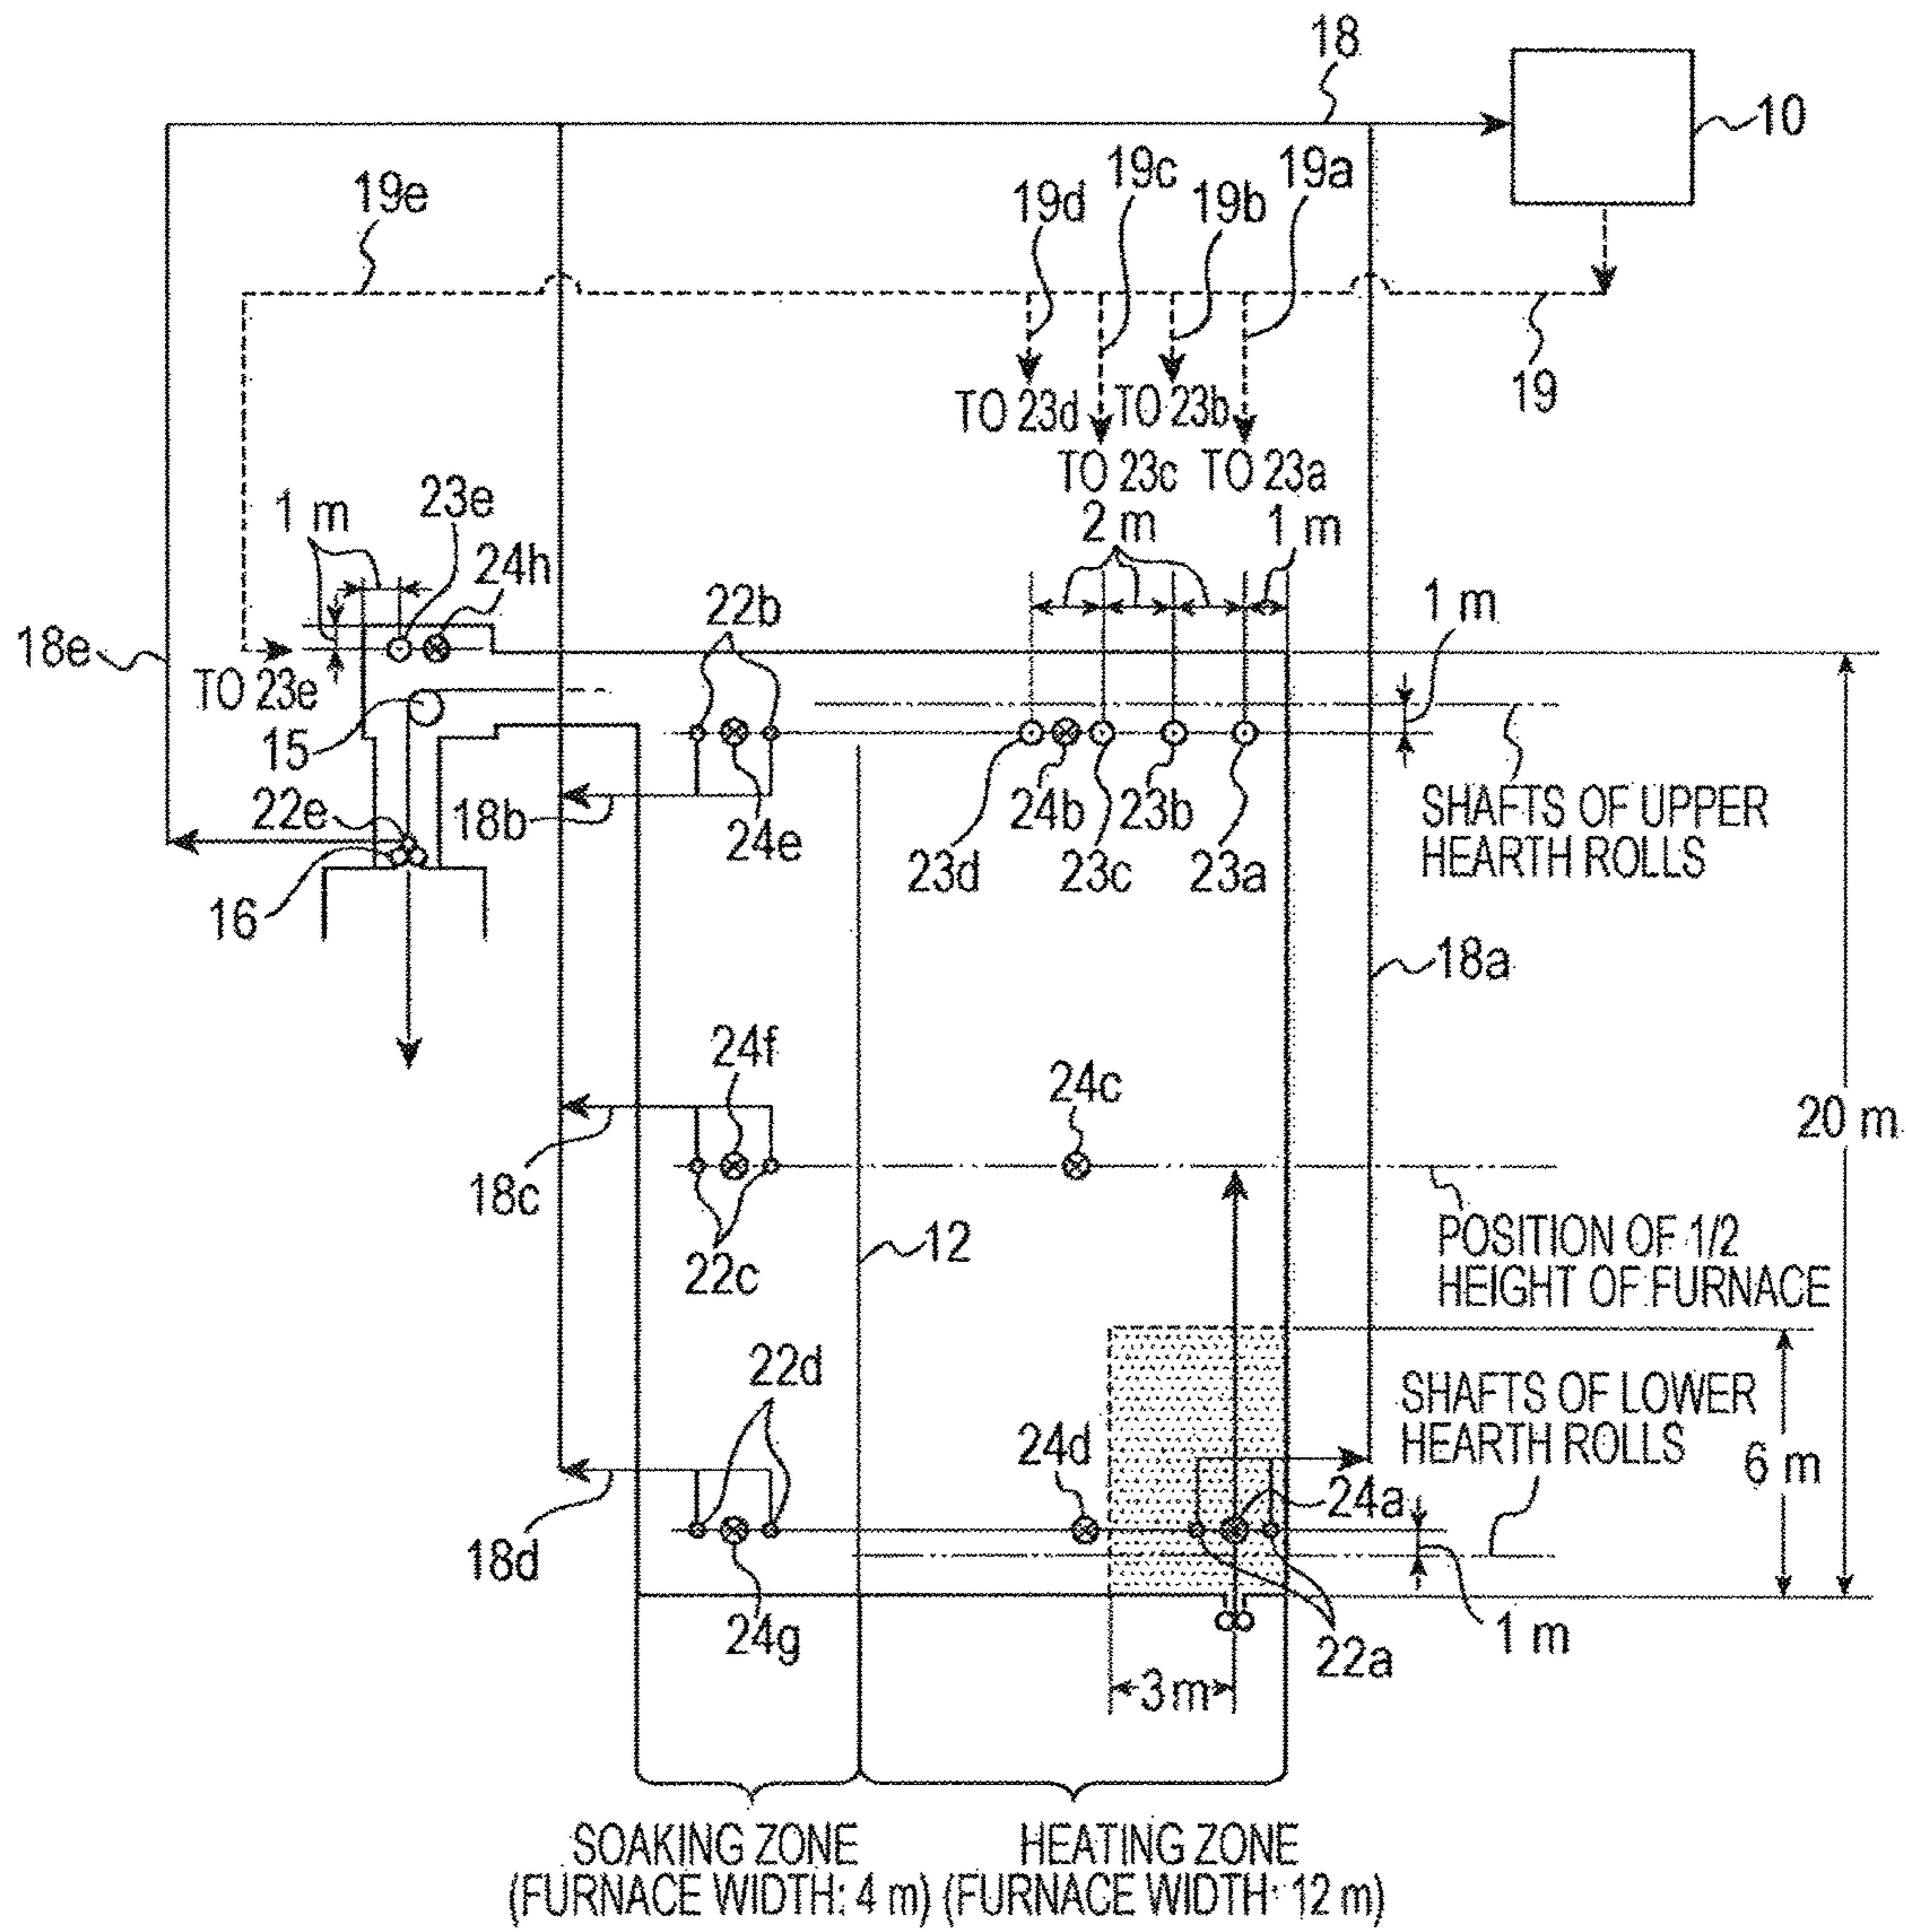 18
10
19e
19d
19c
19b
19a
19
TO 23d
TO 23b
TO 23c
TO 23a
1 m
23e
24h
2 m
1 m
22b
1 m
18e
TO 23e
15
22e
18b
24e
24b
23b
23d
23c
23a
SHAFTS OF UPPER
HEARTH ROLLS
16
18a
24f
24c
20 m
18c
22c
12
POSITION OF 1/2
HEIGHT OF FURNACE
22d
SHAFTS OF LOWER
HEARTH ROLLS
24d
6 m
24a
18d
24g
1 m
22a
3 m
SOAKING ZONE
(FURNACE WIDTH: 4 m)
HEATING ZONE
(FURNACE WIDTH: 12 m)